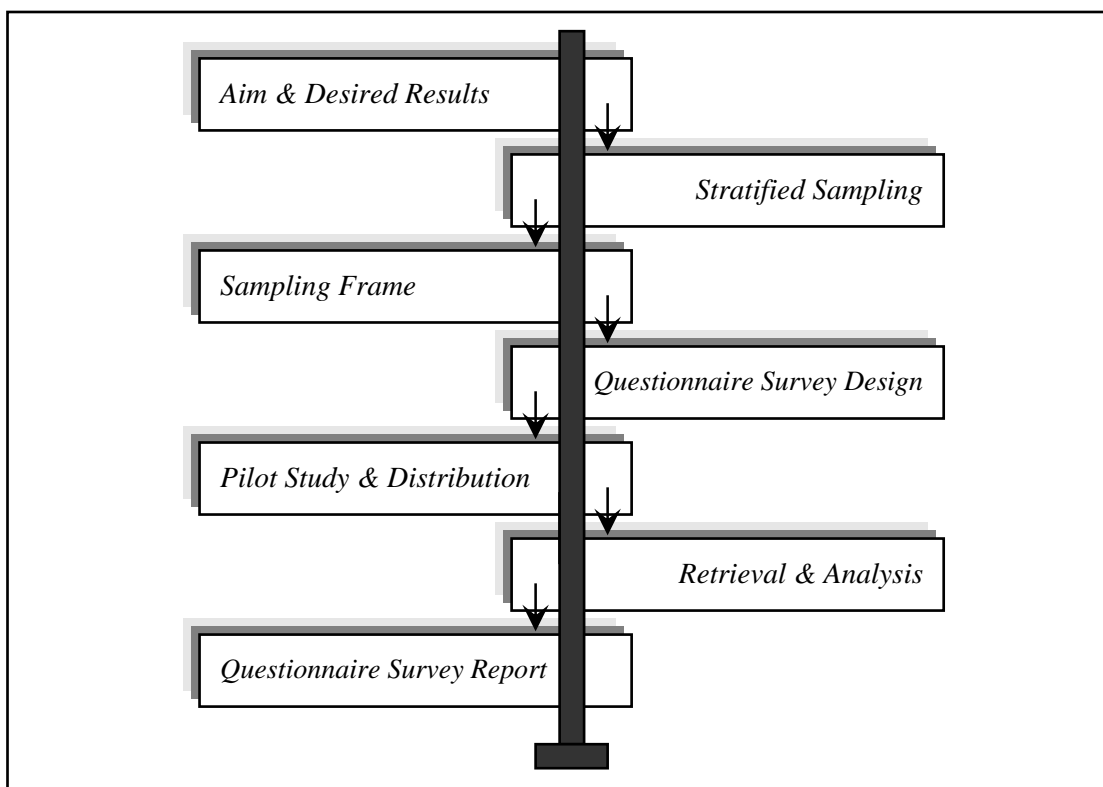 Aim & Desired Results
Stratified Sampling
Sampling Frame
Questionnaire Survey Design
Pilot Study & Distribution
Retrieval & Analysis
Questionnaire Survey Report